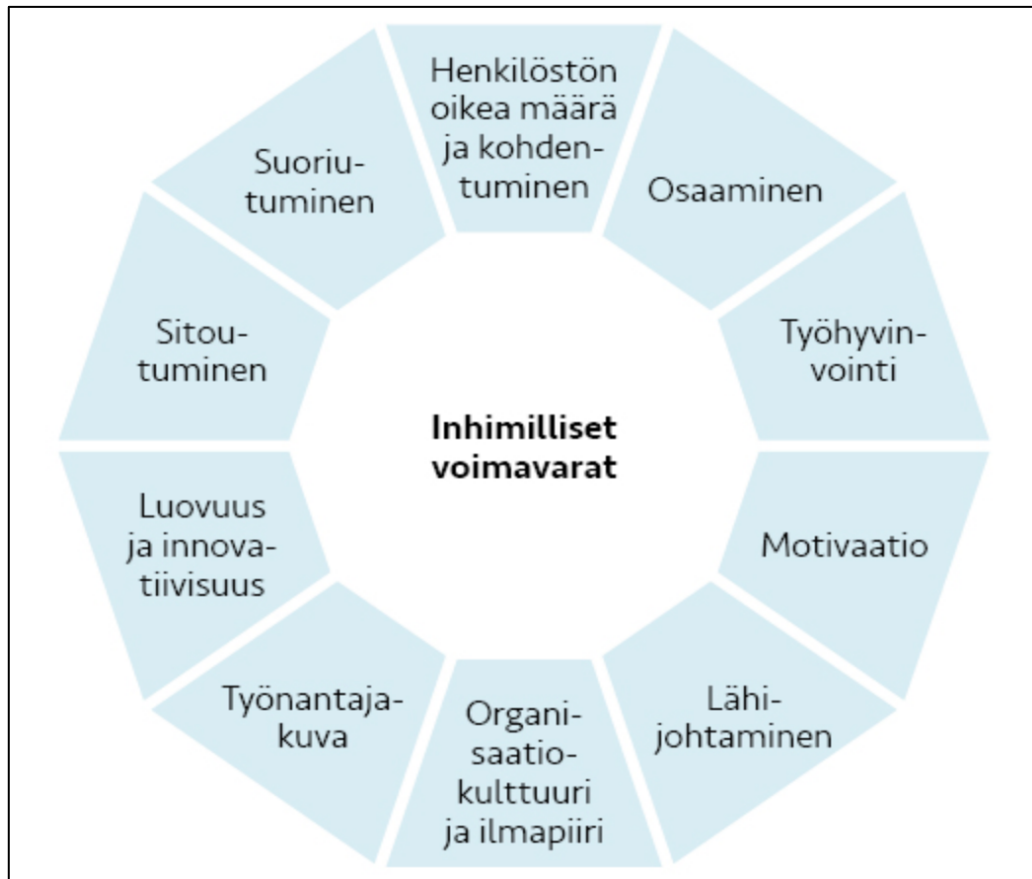 Henkilöstön
oikea määrä
ja kohden-
tuminen
Osaaminen
Työhyvin-
vointi
Motivaatio
Lähi-
johtaminen
Organi-
saatio-
kulttuuri
ja ilmapiiri
Työnantaja-
kuva
Luovuus
ja innova-
tiivisuus
Sitou-
tuminen
Suoriu-
tuminen
Inhimilliset
voimavarat